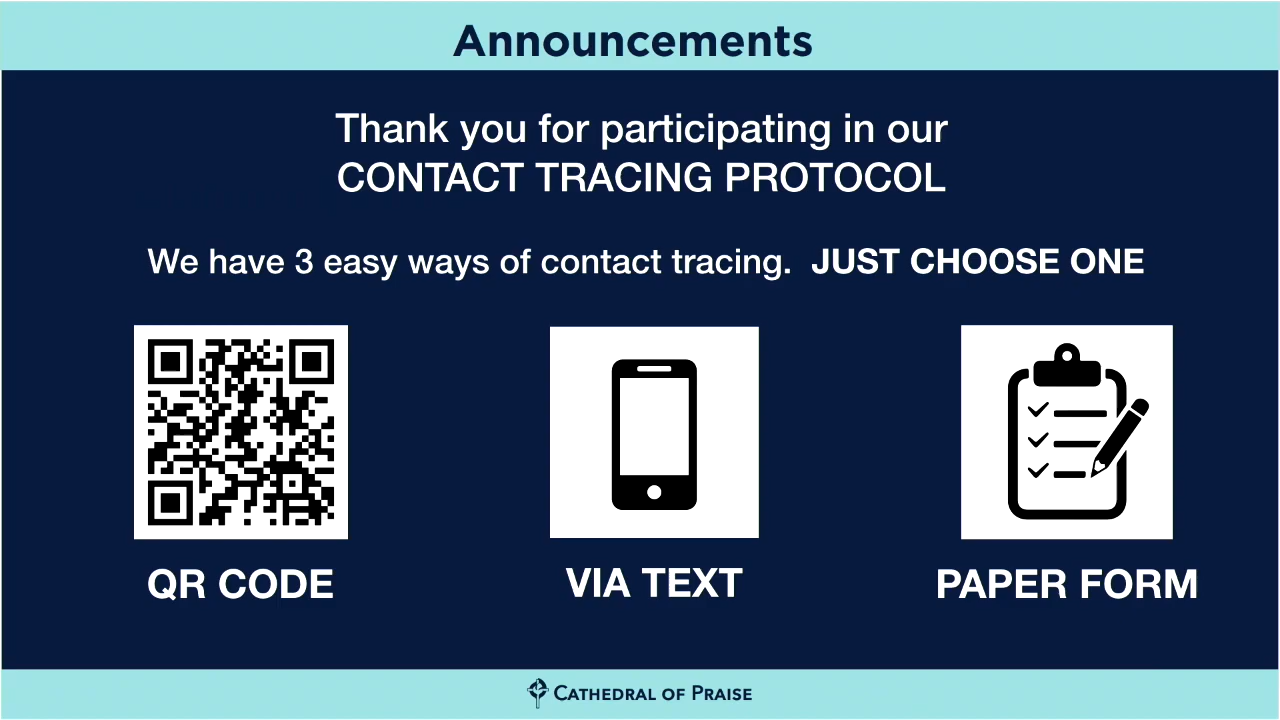 Announcements
Thank you for participating in our
CONTACT TRACING PROTOCOL
We have 3 easy ways of contact tracing. JUST CHOOSE ONE
QR CODE
VIA TEXT
PAPER FORM
CATHEDRAL OF PRAISE